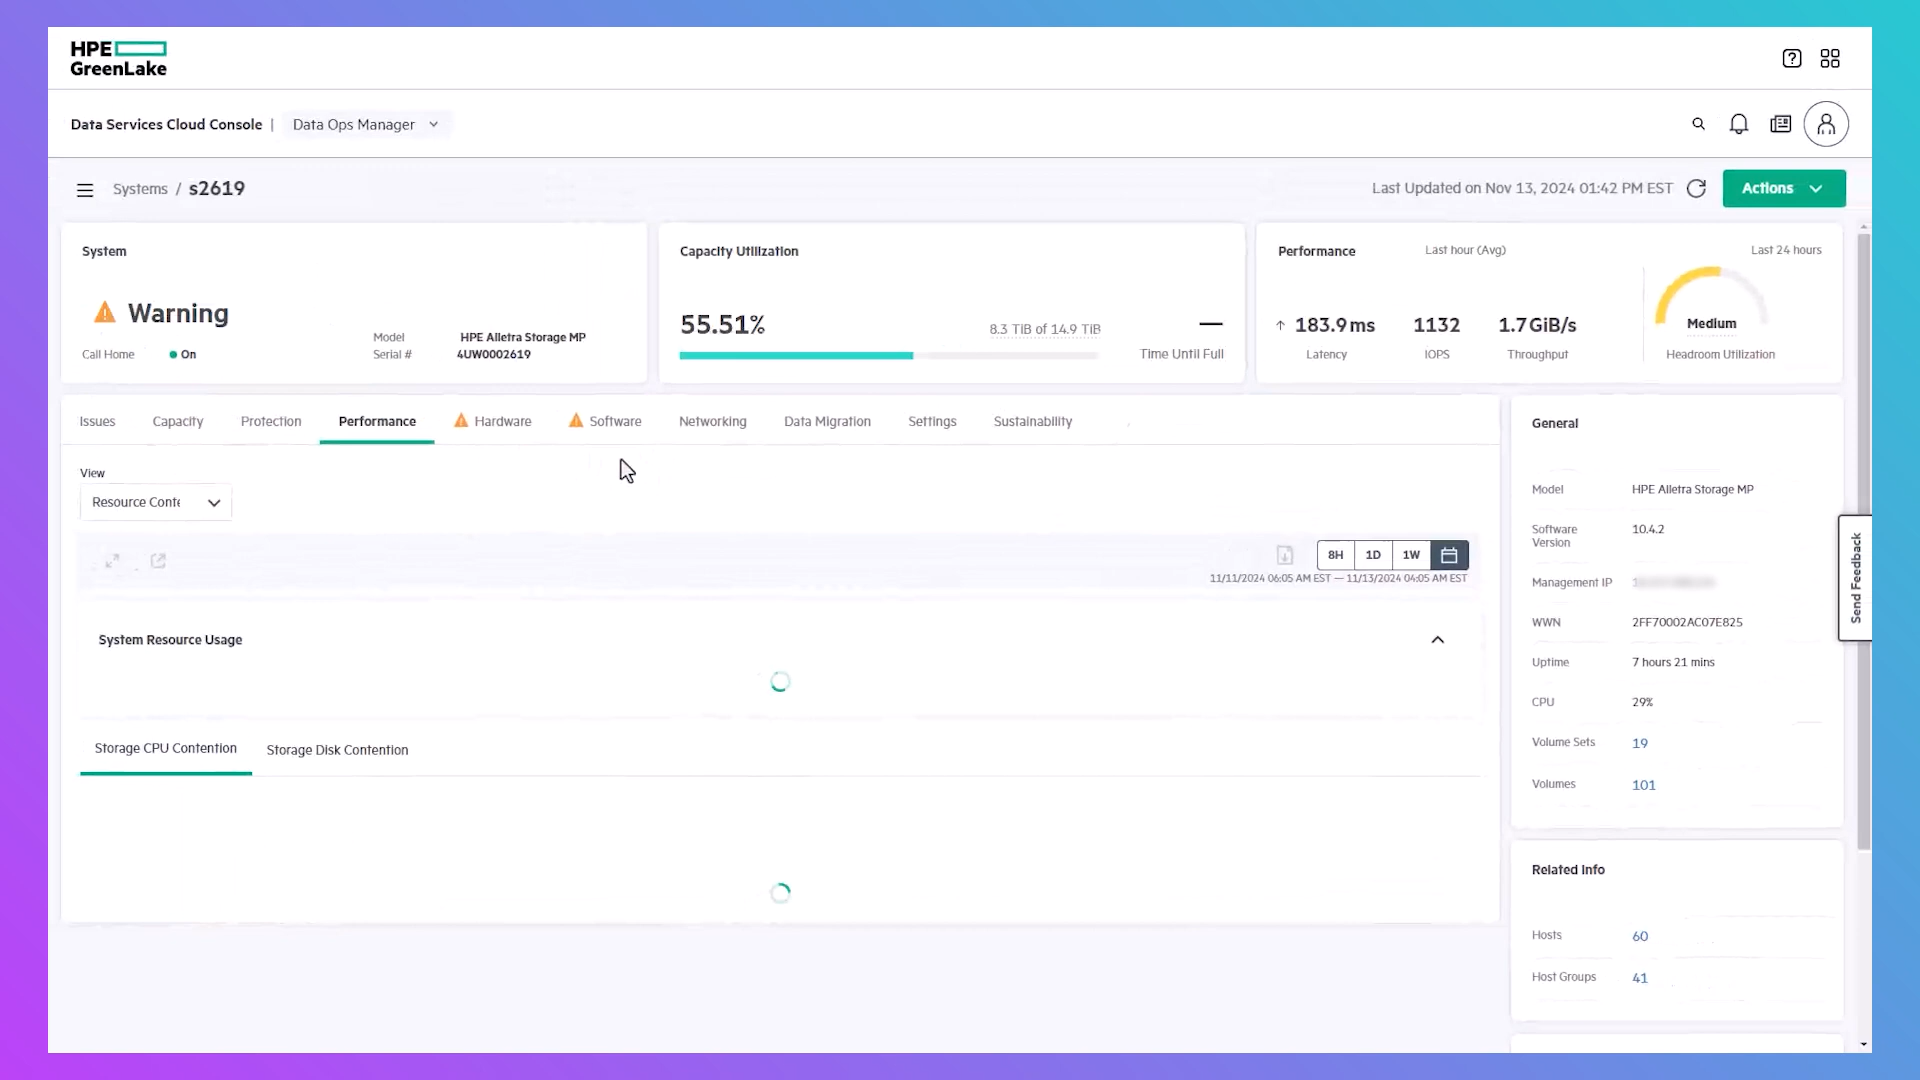 HPE
GreenLake
Data Services Cloud Console | Data Ops Manager
Systems / s2619
Last Updated on Nov 13, 2024 01:42 PM EST
Actions
System
Warning
Call Home On
Model HPE Alletra Storage MP
Serial # 4UW0002619
Capacity Utilization
55.51%
8.3 TiB of 14.9 TiB
—
Time Until Full
Performance
Last hour (Avg)
Last 24 hours
↑ 183.9 ms
Latency
1132
IOPS
1.7 GiB/s
Throughput
Medium
Headroom Utilization
Issues Capacity Protection Performance Hardware Software Networking Data Migration Settings Sustainability
View
Resource Conte
8H 1D 1W
11/11/2024 06:05 AM EST — 11/13/2024 04:05 AM EST
System Resource Usage
Storage CPU Contention Storage Disk Contention
General
Model HPE Alletra Storage MP
Software Version 10.4.2
Management IP
WWN 2FF70002AC07E825
Uptime 7 hours 21 mins
CPU 29%
Volume Sets 19
Volumes 101
Related Info
Hosts 60
Host Groups 41
Send Feedback